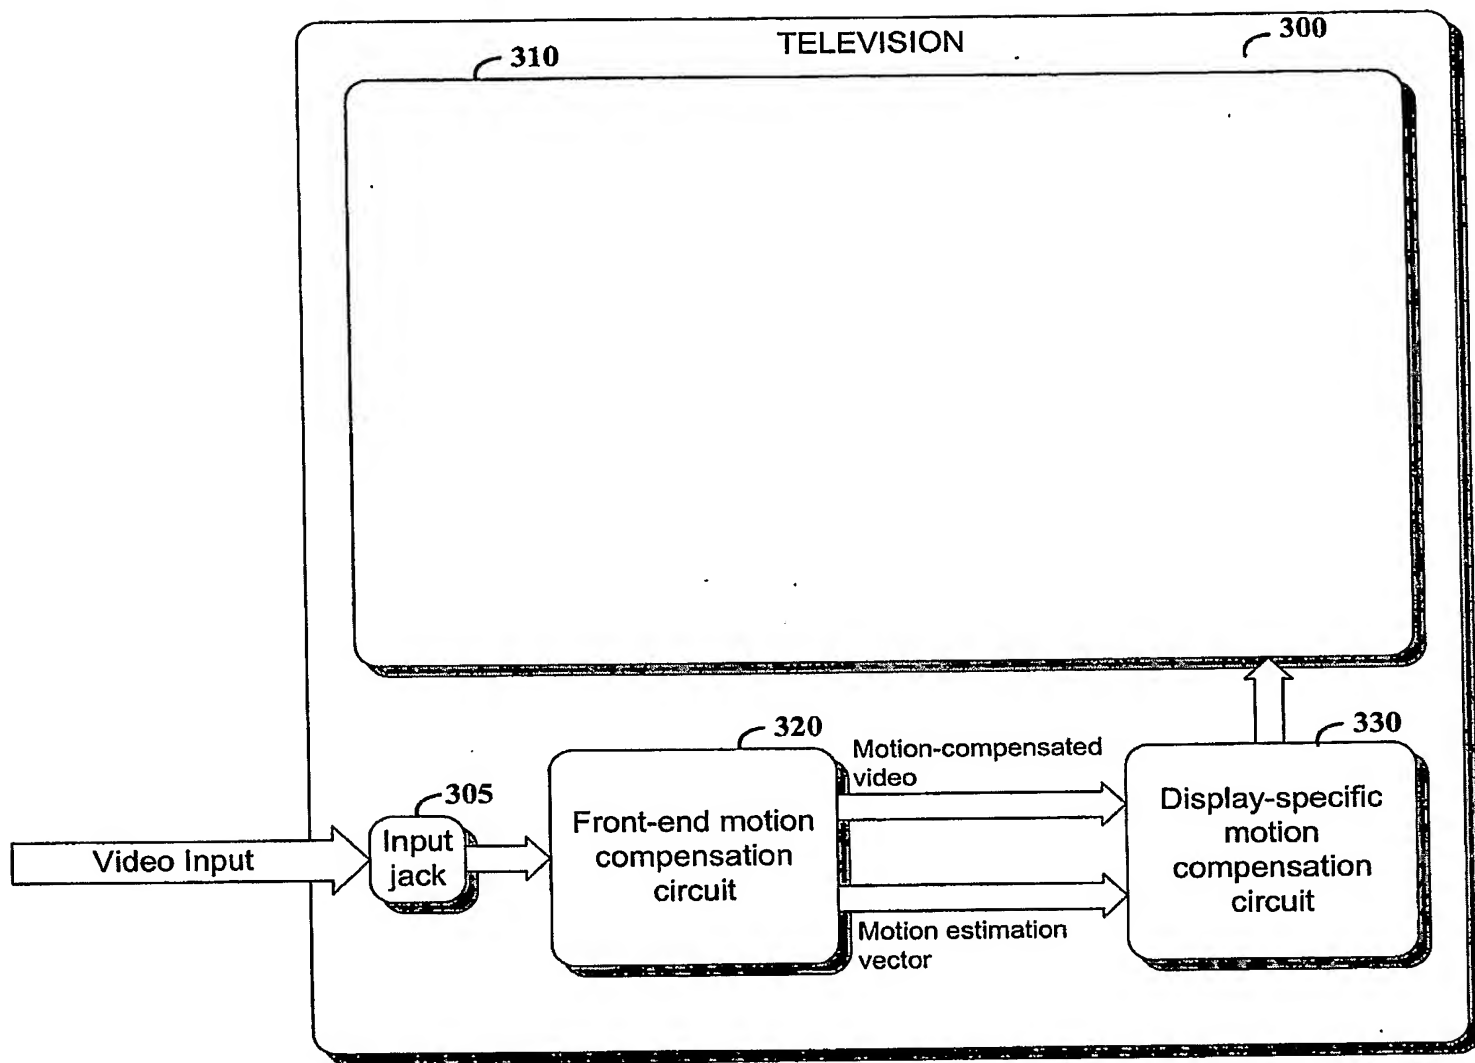 TELEVISION
300
310
320
Motion-compensated
video
330
305
Video Input
Input
jack
Front-end motion
compensation
circuit
Display-specific
motion
compensation
circuit
Motion estimation
vector